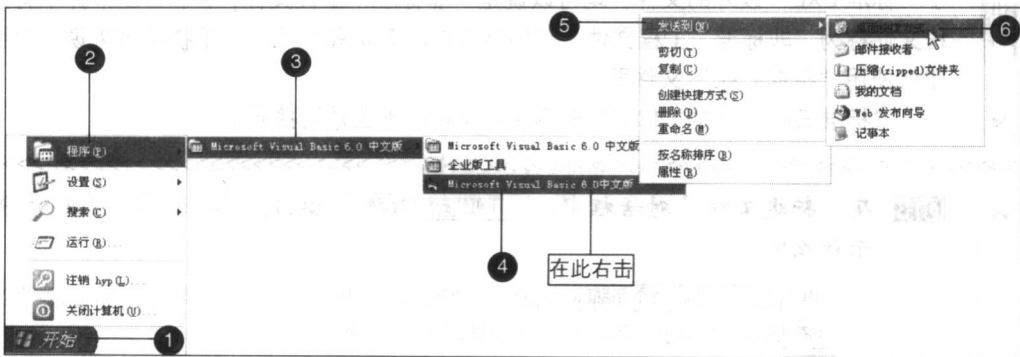 5
发送到(N)
桌面快捷方式
6
剪切(T)
邮件接收者
复制(C)
压缩(zipped)文件夹
创建快捷方式(S)
我的文档
删除(D)
Web 发布向导
重命名(M)
记事本
按名称排序(B)
属性(R)
2
3
程序(P)
Microsoft Visual Basic 6.0 中文版
Microsoft Visual Basic 6.0 中文版
企业版工具
Microsoft Visual Basic 6.0中文版
设置(S)
搜索(C)
运行(R)...
注销 hyp(L)...
关闭计算机(U)...
4
在此右击
开始
1